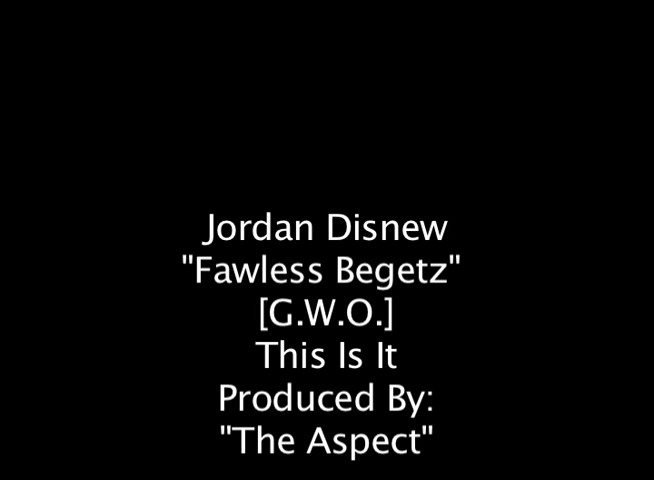 Jordan Disnew
"Fawless Begetz"
[G.W.O.]
This Is It
Produced By:
"The Aspect"